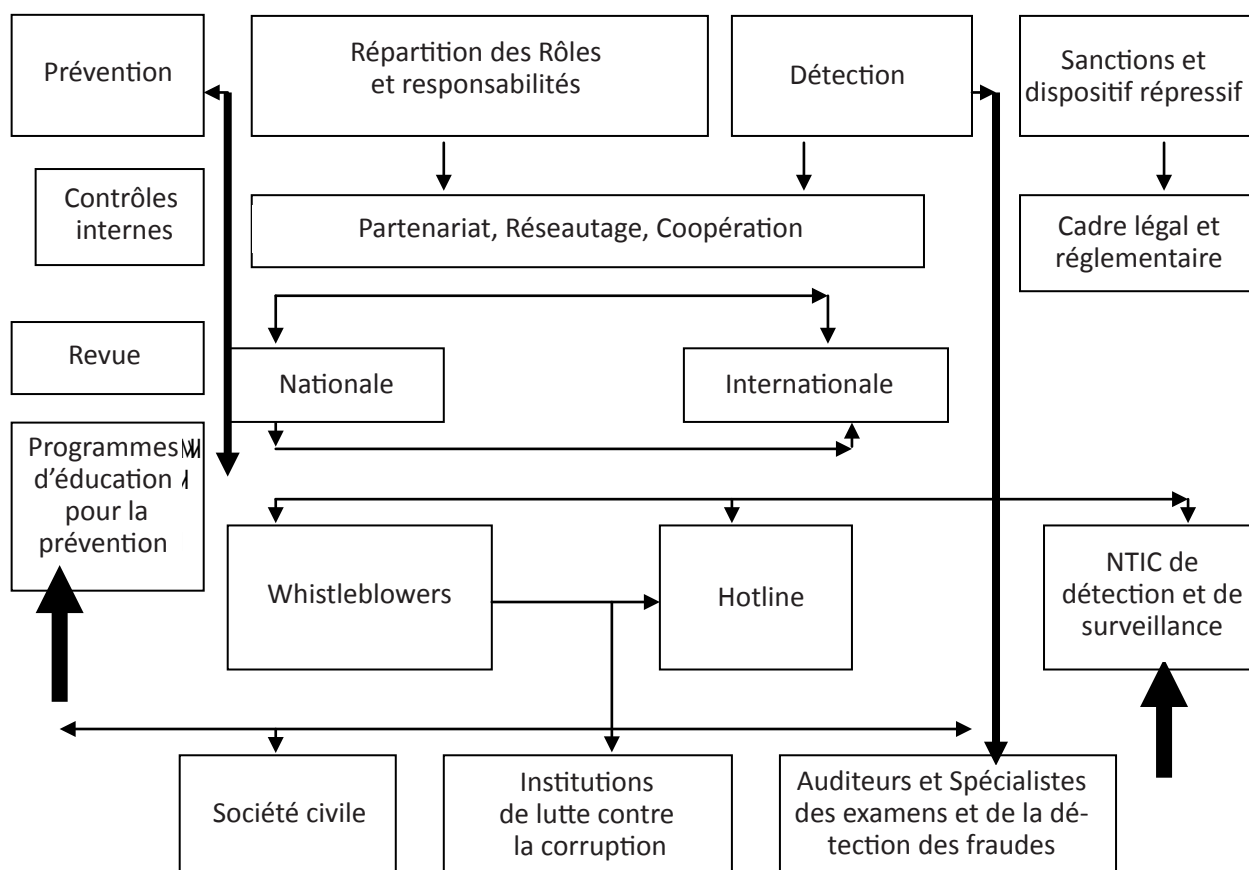 Prévention
Répartition des Rôles
et responsabilités
Détection
Sanctions et
dispositif répressif
Contrôles
internes
Partenariat, Réseautage, Coopération
Cadre légal et
réglementaire
Revue
Nationale
Internationale
Programmes
d'éducation
pour la
prévention
Whistleblowers
Hotline
NTIC de
détection et de
surveillance
Société civile
Institutions
de lutte contre
la corruption
Auditeurs et Spécialistes
des examens et de la dé-
tection des fraudes